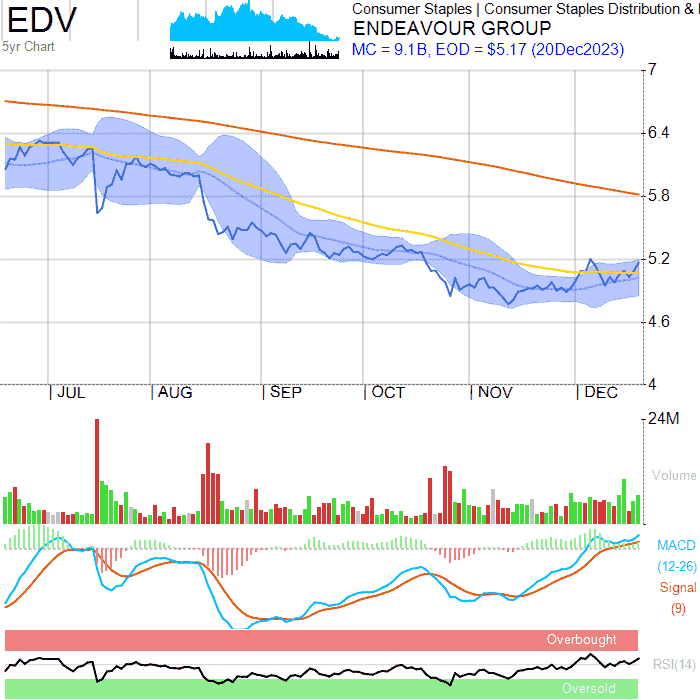 EDV
5yr Chart
Consumer Staples | Consumer Staples Distribution &
ENDEAVOUR GROUP
MC = 9.1B, EOD = $5.17 (20Dec2023)
7
6.4
5.8
5.2
4.6
4
JUL
AUG
SEP
OCT
NOV
DEC
24M
Volume
MACD
(12-26)
Signal
(9)
Overbought
RSI(14)
Oversold